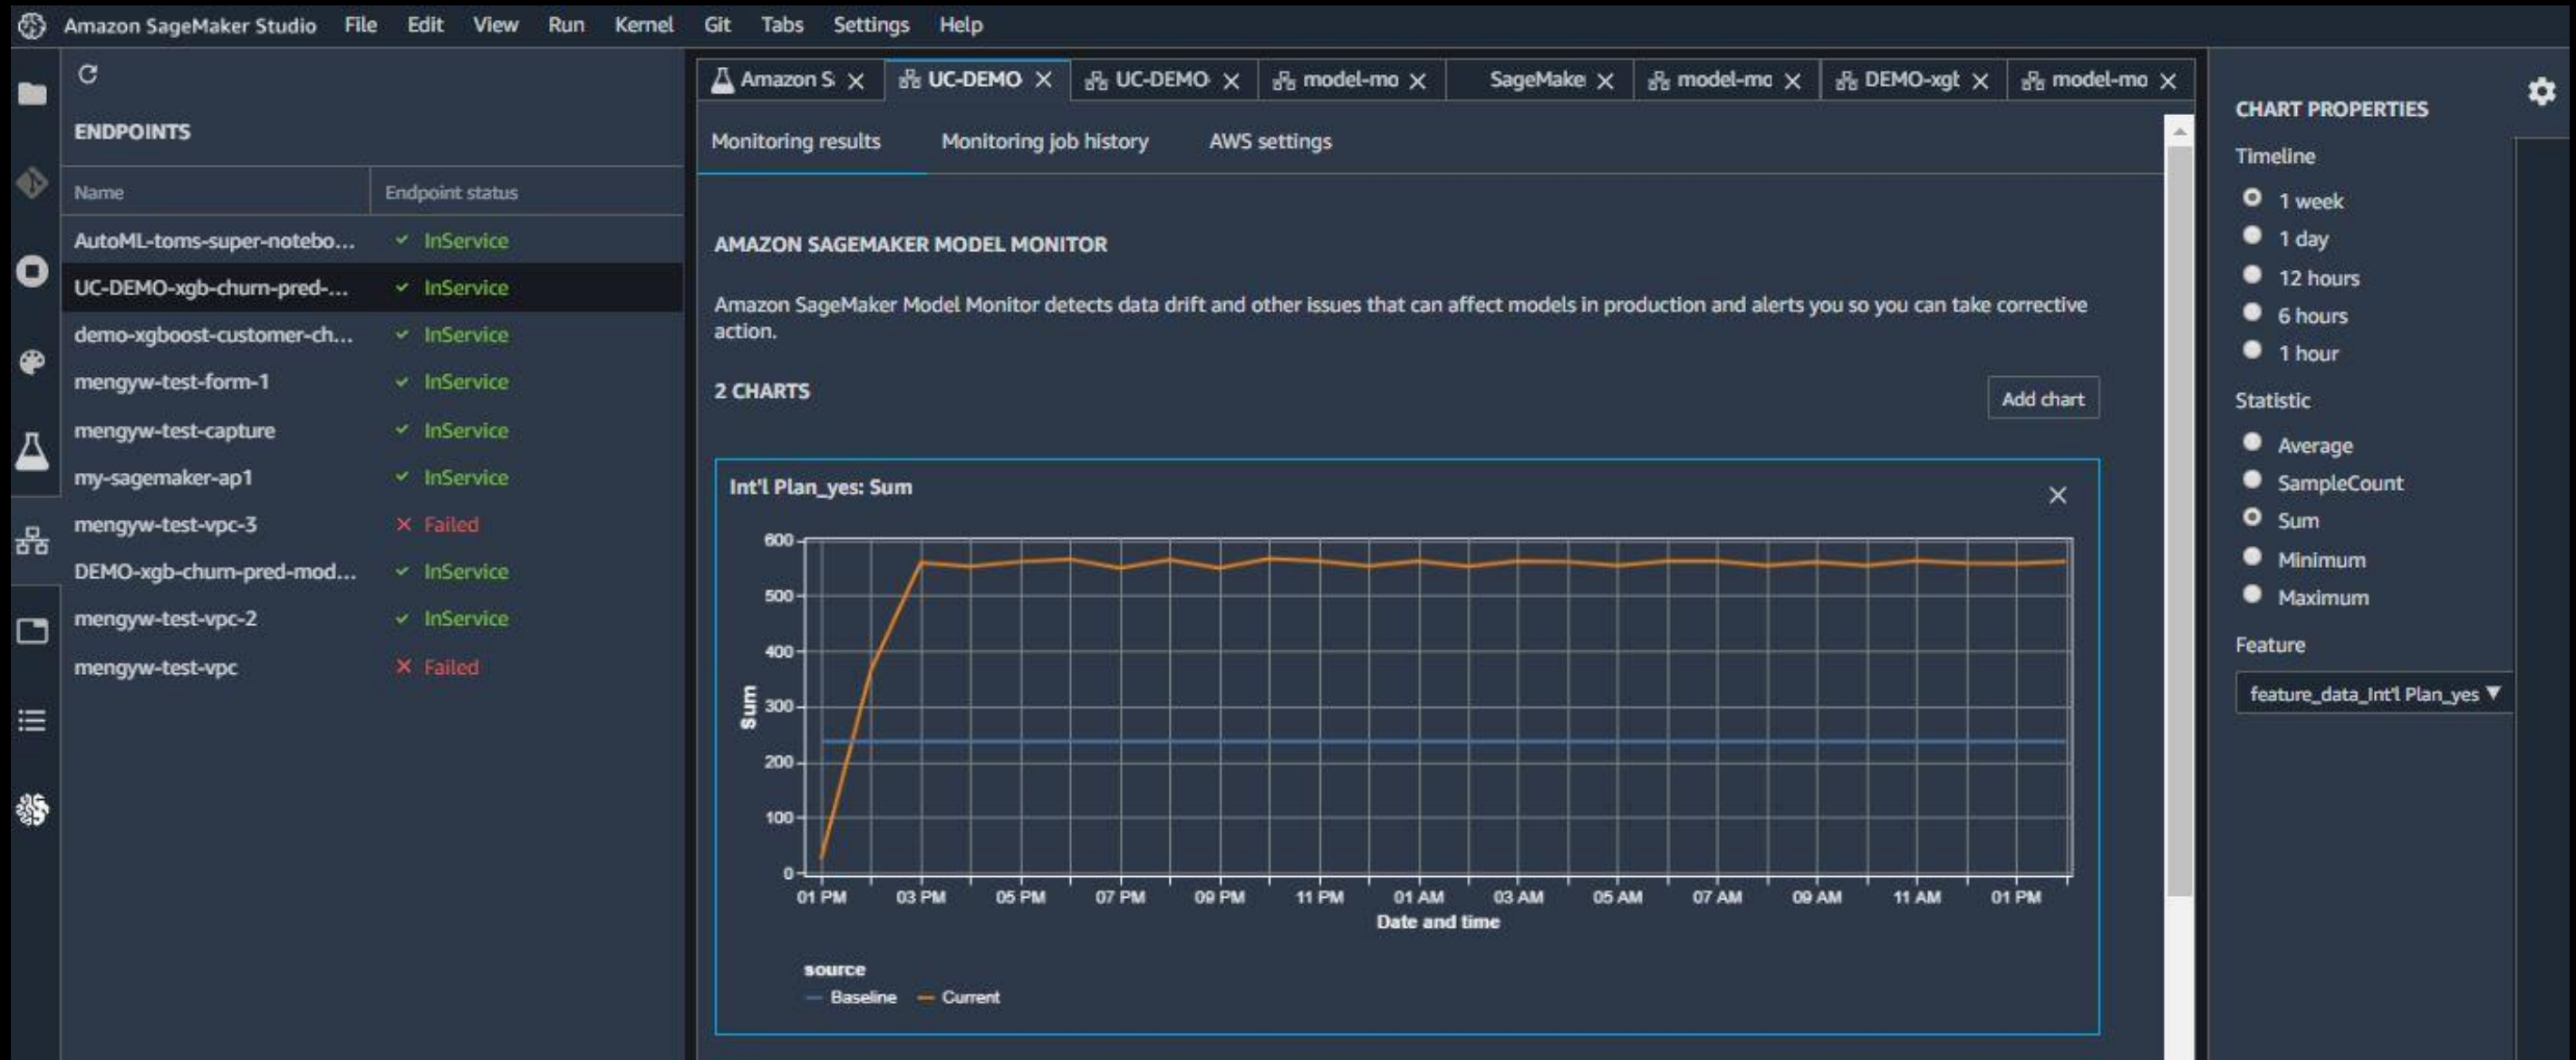 Amazon SageMaker Studio File Edit View Run Kernel Git Tabs Settings Help
ENDPOINTS
Name Endpoint status
AutoML-toms-super-notebo... InService
UC-DEMO-xgb-churn-pred-... InService
demo-xgboost-customer-ch... InService
mengyw-test-form-1 InService
mengyw-test-capture InService
my-sagemaker-ap1 InService
mengyw-test-vpc-3 Failed
DEMO-xgb-churn-pred-mod... InService
mengyw-test-vpc-2 InService
mengyw-test-vpc Failed
Amazon S. UC-DEMO UC-DEMO model-mo SageMake model-mo DEMO-xgt model-mo
Monitoring results Monitoring job history AWS settings
AMAZON SAGEMAKER MODEL MONITOR
Amazon SageMaker Model Monitor detects data drift and other issues that can affect models in production and alerts you so you can take corrective
action.
2 CHARTS Add chart
Int'l Plan_yes: Sum
600
500
400
300
200
100
0
Sum
01 PM 03 PM 05 PM 07 PM 09 PM 11 PM 01 AM 03 AM 05 AM 07 AM 09 AM 11 AM 01 PM
Date and time
source
Baseline Current
CHART PROPERTIES
Timeline
1 week
1 day
12 hours
6 hours
1 hour
Statistic
Average
SampleCount
Sum
Minimum
Maximum
Feature
feature_data_Int'l Plan_yes